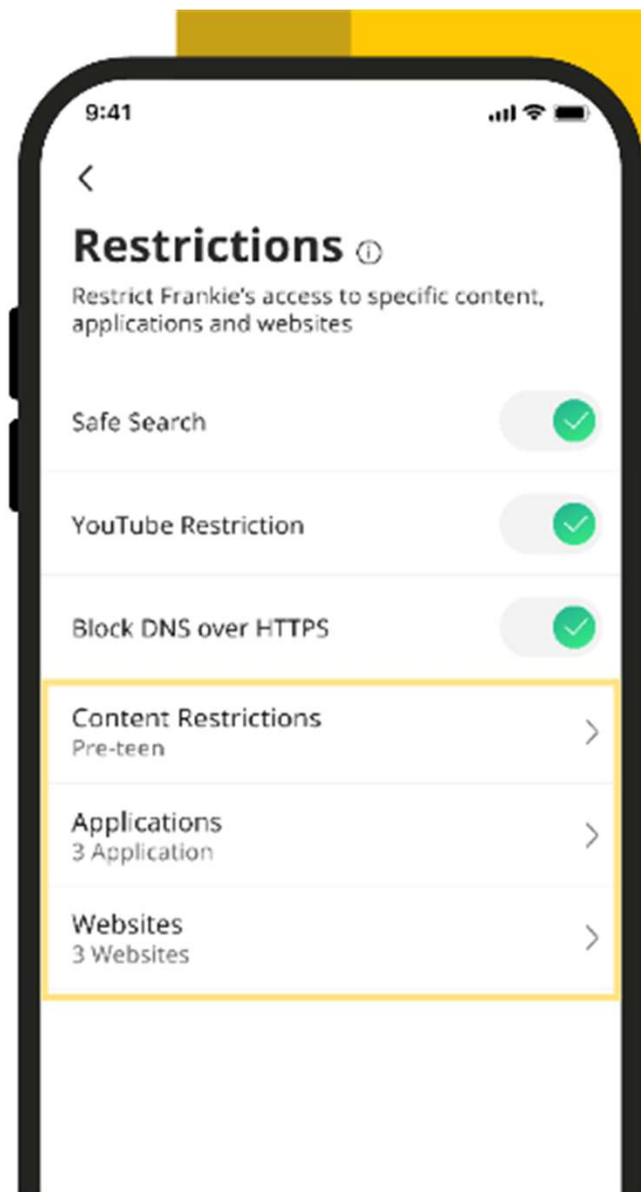 9:41
Restrictions
Restrict Frankie's access to specific content,
applications and websites
Safe Search
YouTube Restriction
Block DNS over HTTPS
Content Restrictions
Pre-teen
Applications
3 Application
Websites
3 Websites